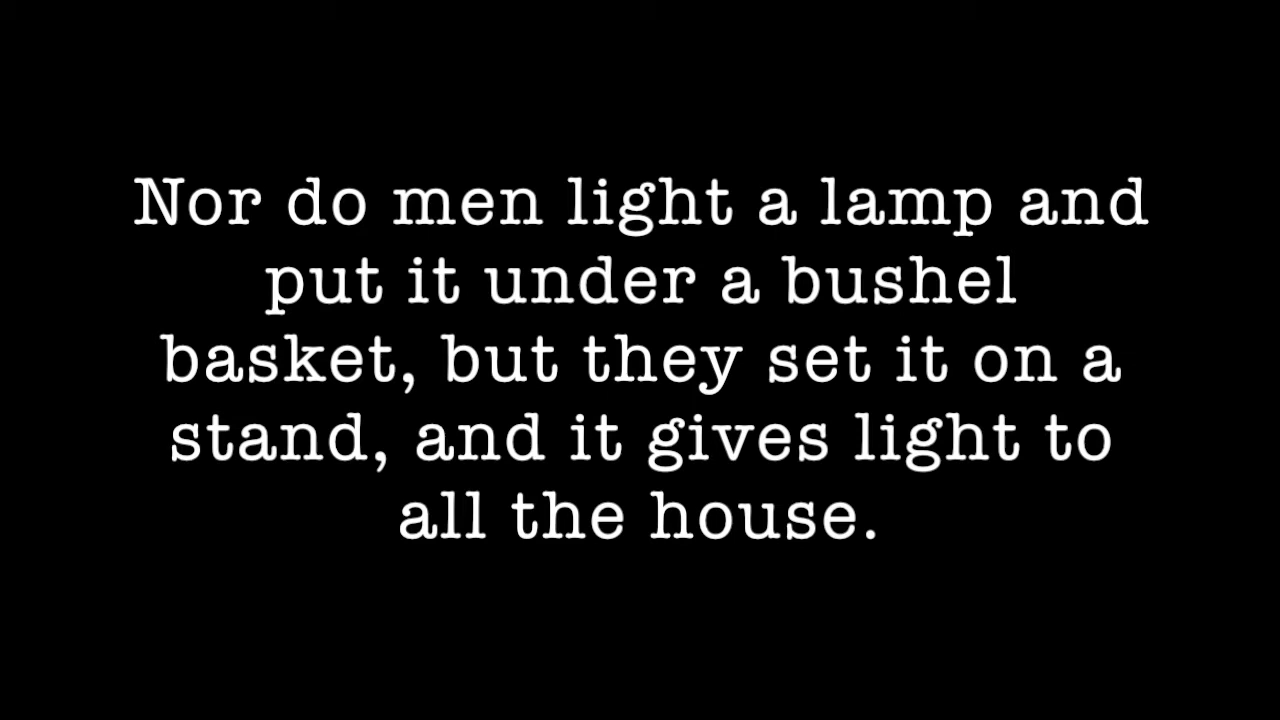 Nor do men light a lamp and
put it under a bushel
basket, but they set it on a
stand, and it gives light to
all the house.